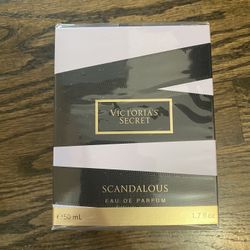 VICTORIA'S
SECRET
SCANDALOUS
EAU DE PARFUM
℮50 mL 1.7 fl oz